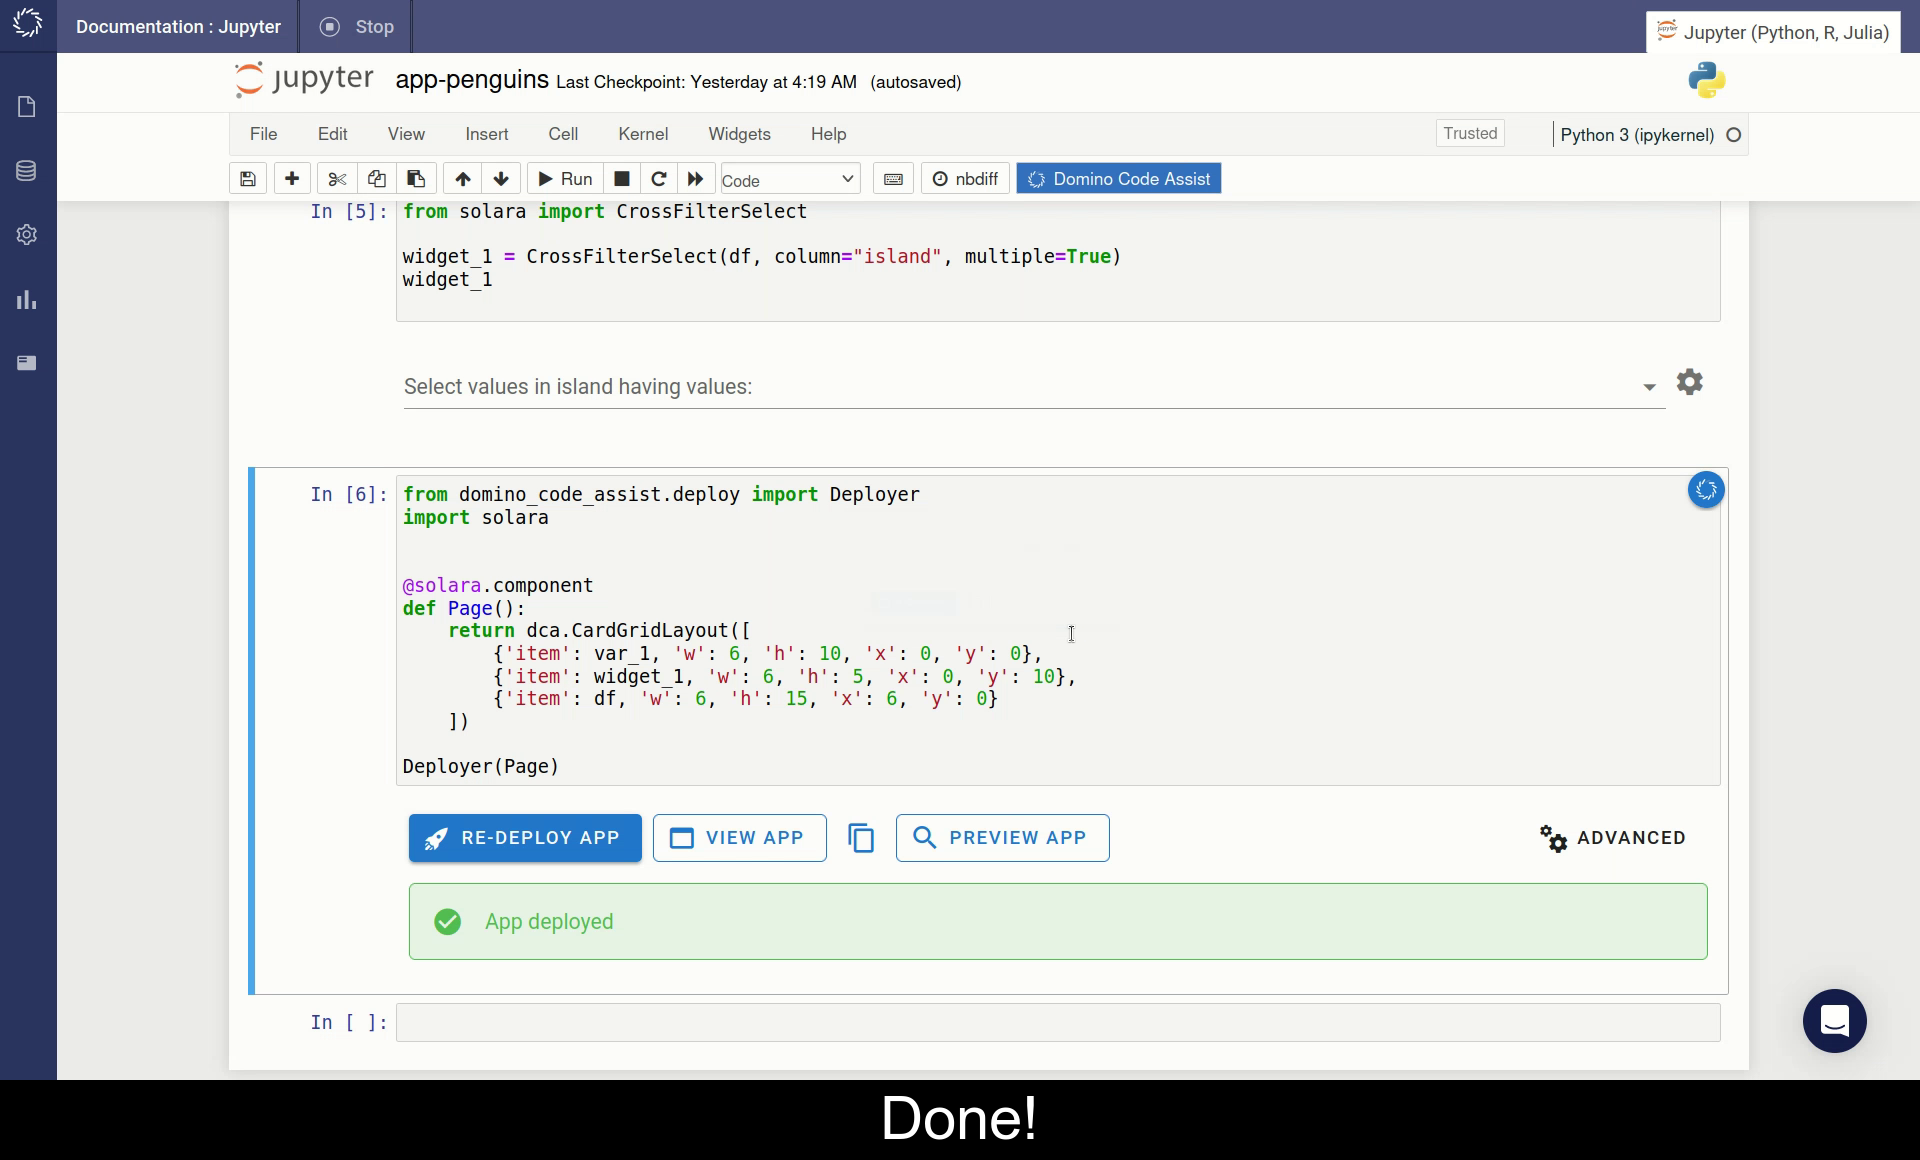 Documentation : Jupyter
Stop
Jupyter (Python, R, Julia)
jupyter app-penguins Last Checkpoint: Yesterday at 4:19 AM (autosaved)
File Edit View Insert Cell Kernel Widgets Help
Trusted
Python 3 (ipykernel)
Run
Code
nbdiff
Domino Code Assist
In [5]:
from solara import CrossFilterSelect
widget_1 = CrossFilterSelect(df, column="island", multiple=True)
widget_1
Select values in island having values:
In [6]:
from domino_code_assist.deploy import Deployer
import solara
@solara.component
def Page():
    return dca.CardGridLayout([
        {'item': var_1, 'w': 6, 'h': 10, 'x': 0, 'y': 0},
        {'item': widget_1, 'w': 6, 'h': 5, 'x': 0, 'y': 10},
        {'item': df, 'w': 6, 'h': 15, 'x': 6, 'y': 0}
    ])
Deployer(Page)
RE-DEPLOY APP
VIEW APP
PREVIEW APP
ADVANCED
App deployed
In [ ]:
Done!